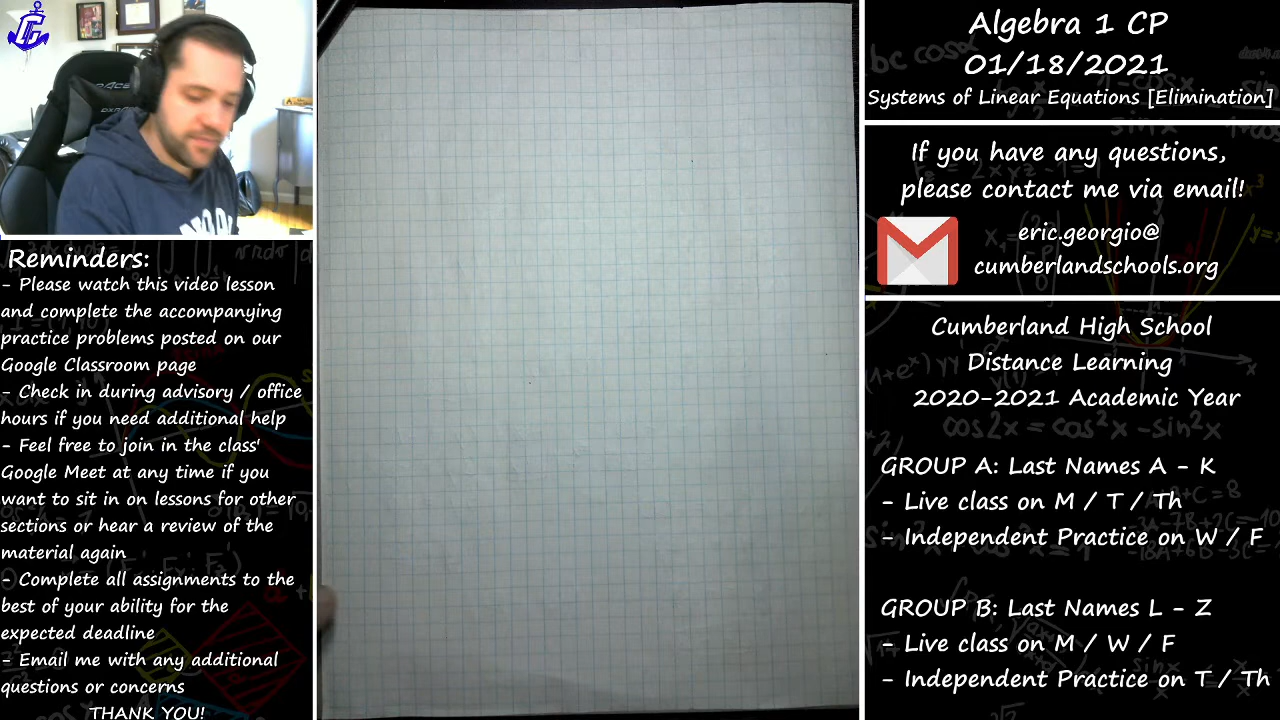 Algebra 1 CP
01/18/2021
Systems of Linear Equations [Elimination]
If you have any questions,
please contact me via email!
eric.georgio@
cumberlandschools.org
Reminders:
- Please watch this video lesson
and complete the accompanying
practice problems posted on our
Google Classroom page
- Check in during advisory / office
hours if you need additional help
- Feel free to join in the class'
Google Meet at any time if you
want to sit in on lessons for other
sections or hear a review of the
material again
- Complete all assignments to the
best of your ability for the
expected deadline
- Email me with any additional
questions or concerns
THANK YOU!
Cumberland High School
Distance Learning
2020-2021 Academic Year
cos2x = cos²x - sin²x
GROUP A: Last Names A - K
- Live class on M / T / Th
- Independent Practice on W / F
GROUP B: Last Names L - Z
- Live class on M / W / F
- Independent Practice on T / Th